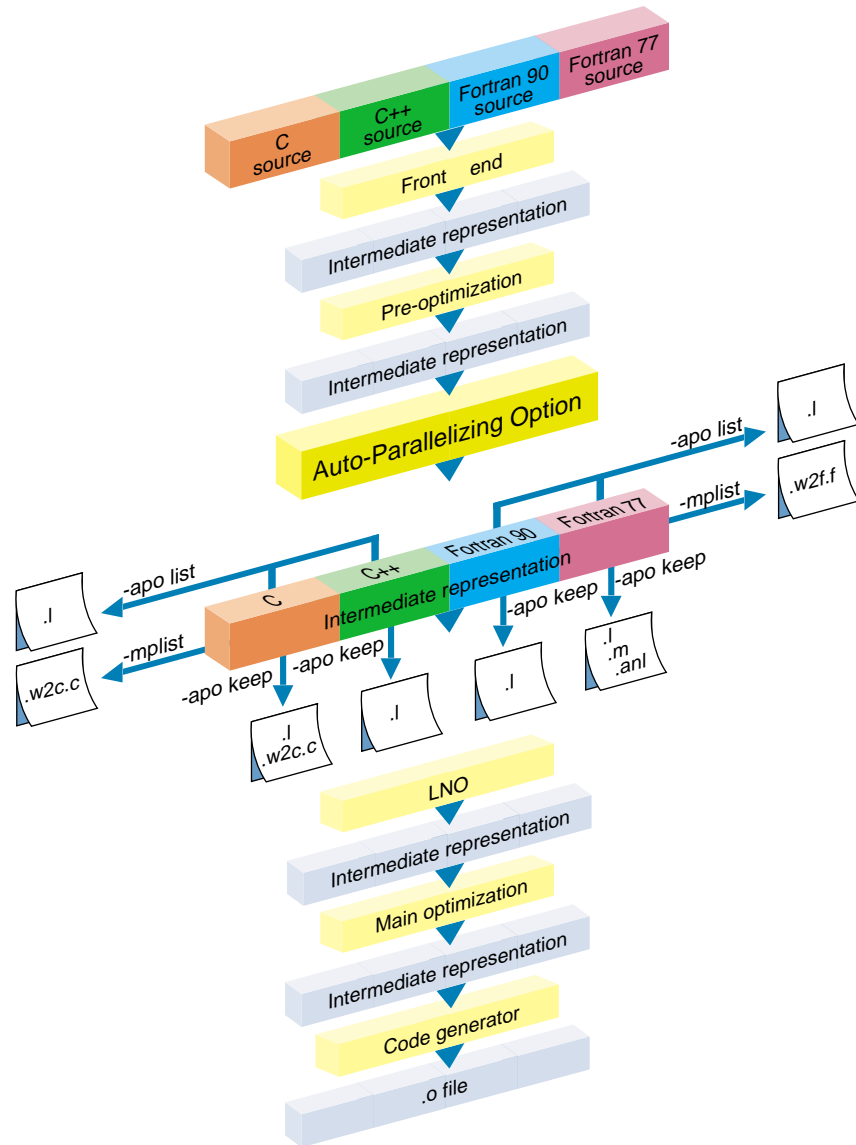 C
source
C++
source
Fortran 90
source
Fortran 77
source
Front end
Intermediate representation
Pre-optimization
Intermediate representation
Auto-Parallelizing Option
-apo list
.l
-mplist
.w2f.f
C
C++
Fortran 90
Fortran 77
Intermediate representation
-apo list
.l
-mplist
.w2c.c
-apo keep
.l
.w2c.c
-apo keep
.l
-apo keep
.l
-apo keep
.l
.m
.anl
LNO
Intermediate representation
Main optimization
Intermediate representation
Code generator
.o file